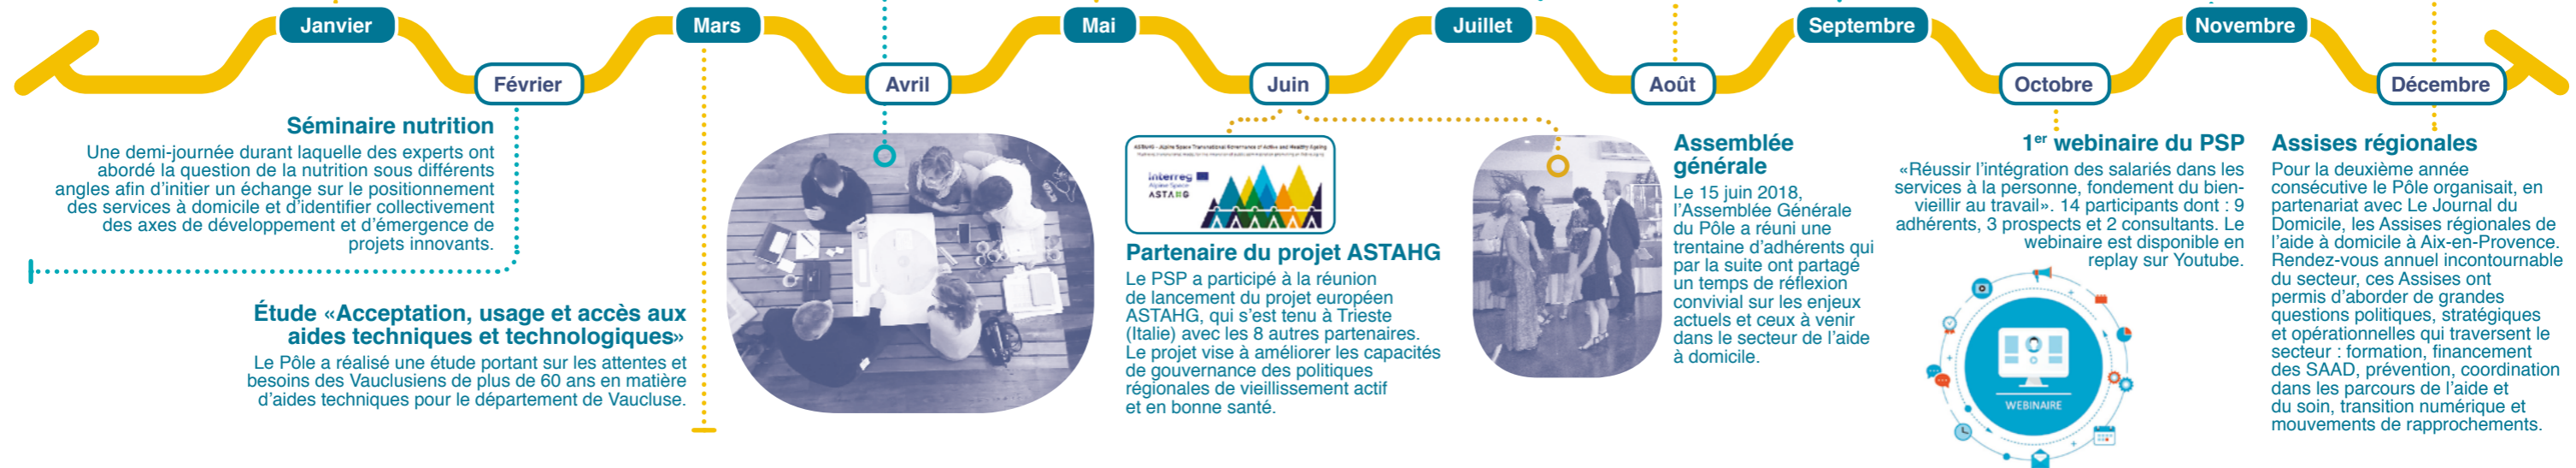 Janvier
Février
Mars
Avril
Mai
Juin
Juillet
Août
Septembre
Octobre
Novembre
Décembre
Séminaire nutrition
Une demi-journée durant laquelle des experts ont
abordé la question de la nutrition sous différents
angles afin d'initier un échange sur le positionnement
des services à domicile et d'identifier collectivement
des axes de développement et d'émergence de
projets innovants.
Étude «Acceptation, usage et accès aux
aides techniques et technologiques»
Le Pôle a réalisé une étude portant sur les attentes et
besoins des Vauclusiens de plus de 60 ans en matière
d'aides techniques pour le département de Vaucluse.
ASTAHG - Alpine Space Transnational Governance of Active and Healthy Ageing
Interreg
Alpine Space
ASTAHG
Partenaire du projet ASTAHG
Le PSP a participé à la réunion
de lancement du projet européen
ASTAHG, qui s'est tenu à Trieste
(Italie) avec les 8 autres partenaires.
Le projet vise à améliorer les capacités
de gouvernance des politiques
régionales de vieillissement actif
et en bonne santé.
Assemblée
générale
Le 15 juin 2018,
l'Assemblée Générale
du Pôle a réuni une
trentaine d'adhérents qui
par la suite ont partagé
un temps de réflexion
convivial sur les enjeux
actuels et ceux à venir
dans le secteur de l'aide
à domicile.
1er webinaire du PSP
«Réussir l'intégration des salariés dans les
services à la personne, fondement du bien-
vieillir au travail». 14 participants dont : 9
adhérents, 3 prospects et 2 consultants. Le
webinaire est disponible en
replay sur Youtube.
WEBINAIRE
Assises régionales
Pour la deuxième année
consécutive le Pôle organisait, en
partenariat avec Le Journal du
Domicile, les Assises régionales de
l'aide à domicile à Aix-en-Provence.
Rendez-vous annuel incontournable
du secteur, ces Assises ont
permis d'aborder de grandes
questions politiques, stratégiques
et opérationnelles qui traversent le
secteur : formation, financement
des SAAD, prévention, coordination
dans les parcours de l'aide et
du soin, transition numérique et
mouvements de rapprochements.